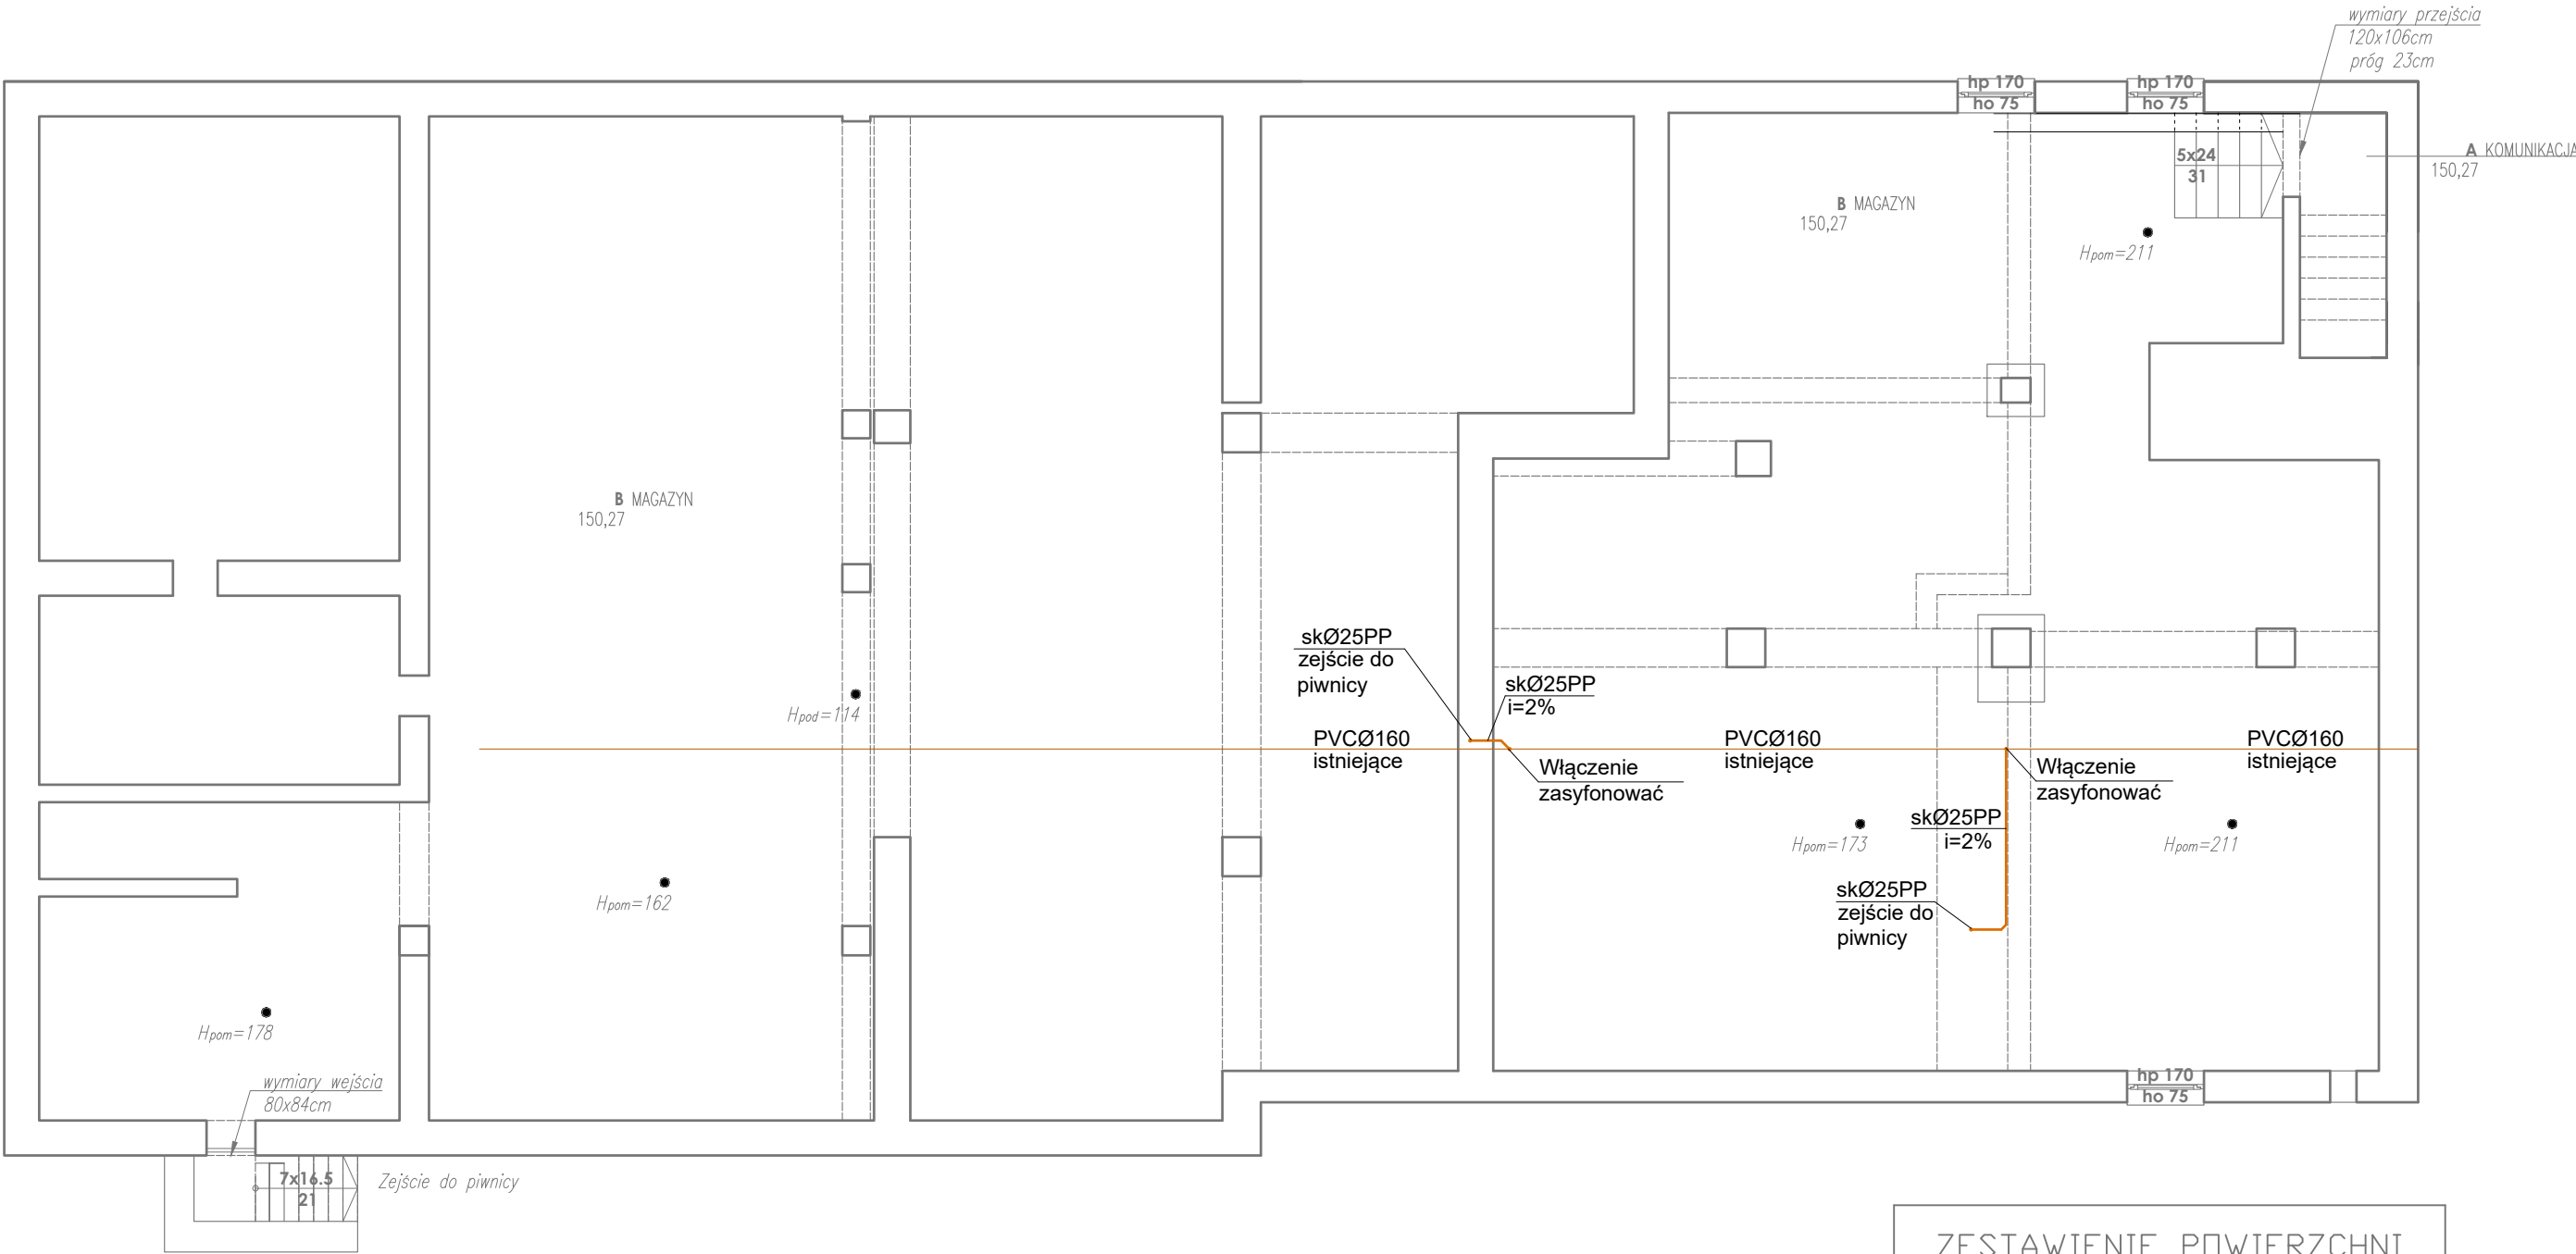 wymiary przejścia
120x106cm
próg 23cm
hp 170
ho 75
hp 170
ho 75
A KOMUNIKACJA
150,27
5x24
31
B MAGAZYN
150,27
Hpom=211
B MAGAZYN
150,27
skØ25PP
zejście do
piwnicy
skØ25PP
i=2%
Hpod=114
PVCØ160
istniejące
PVCØ160
istniejące
PVCØ160
istniejące
Włączenie
zasyfonować
Włączenie
zasyfonować
skØ25PP
i=2%
Hpom=173
Hpom=211
skØ25PP
zejście do
piwnicy
Hpom=162
Hpom=178
wymiary wejścia
80x84cm
hp 170
ho 75
7x16.5
21
Zejście do piwnicy
ZESTAWIENIE POWIERZCHNI